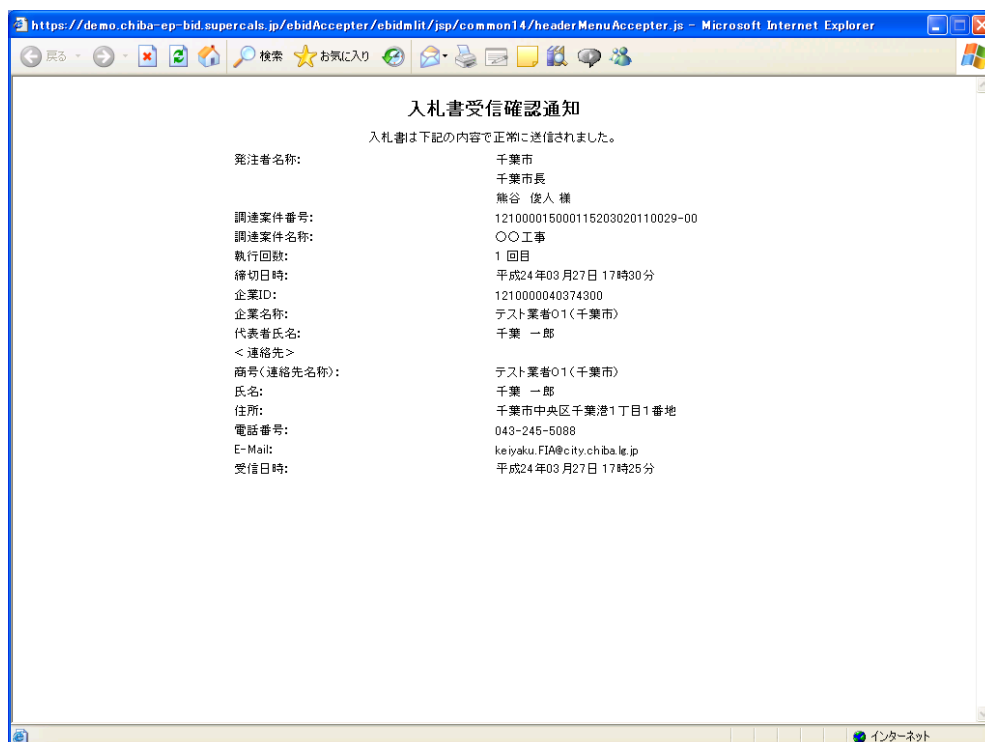 https://demo.chiba-ep-bid.supercals.jp/ebidAccepter/ebidmlit/jsp/common14/headerMenuAccepter.js - Microsoft Internet Explorer
戻る 検索 お気に入り
入札書受信確認通知
入札書は下記の内容で正常に送信されました。
発注者名称: 千葉市
千葉市長
熊谷 俊人 様
調達案件番号: 1210000150001152030201​10029-00
調達案件名称: 〇〇工事
執行回数: 1 回目
締切日時: 平成24年03月27日 17時30分
企業ID: 1210000040374300
企業名称: テスト業者01(千葉市)
代表者氏名: 千葉 一郎
<連絡先>
商号(連絡先名称): テスト業者01(千葉市)
氏名: 千葉 一郎
住所: 千葉市中央区千葉港1丁目1番地
電話番号: 043-245-5088
E-Mail: keiyaku.FIA@city.chiba.lg.jp
受信日時: 平成24年03月27日 17時25分
インターネット